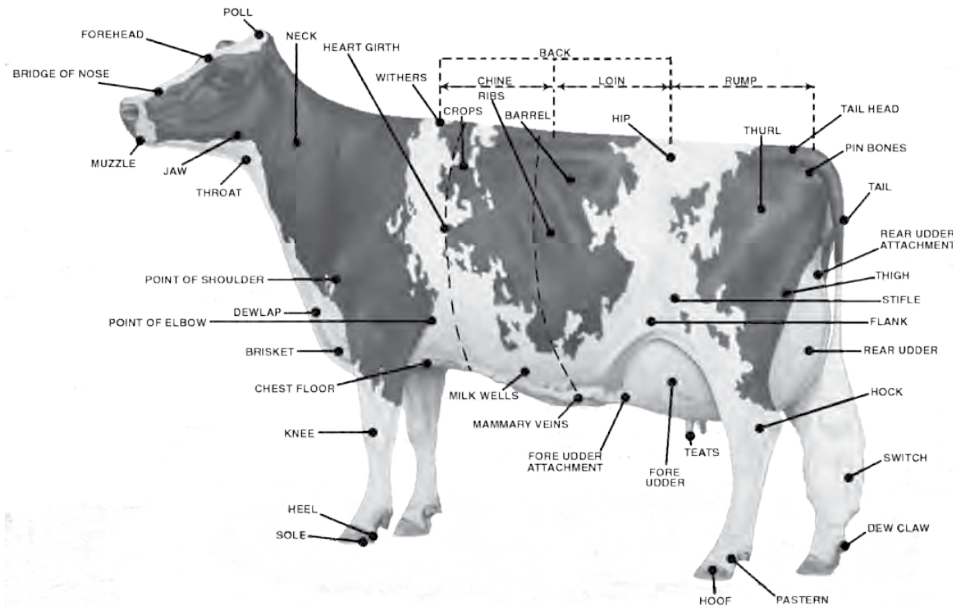 POLL
FOREHEAD
NECK
HEART GIRTH
BACK
BRIDGE OF NOSE
WITHERS
CHINE
LOIN
RUMP
CROPS
RIBS
BARREL
HIP
THURL
TAIL HEAD
PIN BONES
MUZZLE
JAW
THROAT
TAIL
REAR UDDER
ATTACHMENT
POINT OF SHOULDER
THIGH
STIFLE
DEWLAP
POINT OF ELBOW
FLANK
BRISKET
REAR UDDER
CHEST FLOOR
MILK WELLS
HOCK
MAMMARY VEINS
KNEE
FORE UDDER
ATTACHMENT
FORE
UDDER
TEATS
SWITCH
HEEL
SOLE
DEW CLAW
HOOF
PASTERN